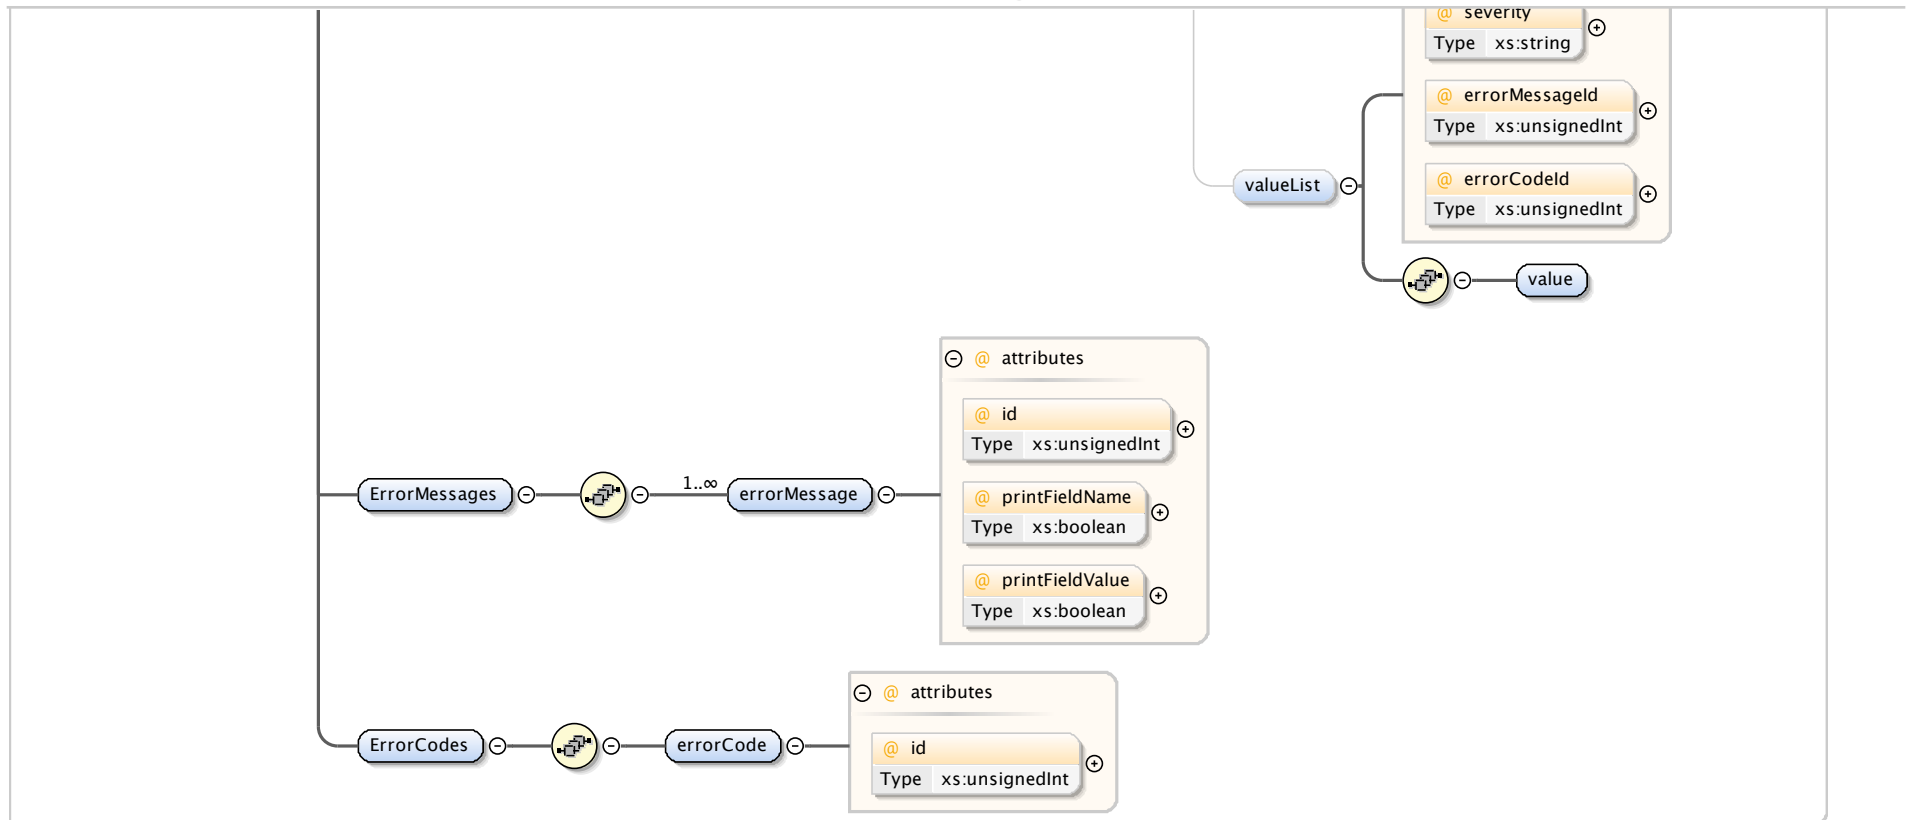 @ severity
Type xs:string
@ errorMessageId
Type xs:unsignedInt
@ errorCodeId
Type xs:unsignedInt
valueList
value
@ attributes
@ id
Type xs:unsignedInt
ErrorMessages
1..∞
errorMessage
@ printFieldName
Type xs:boolean
@ printFieldValue
Type xs:boolean
@ attributes
ErrorCodes
errorCode
@ id
Type xs:unsignedInt